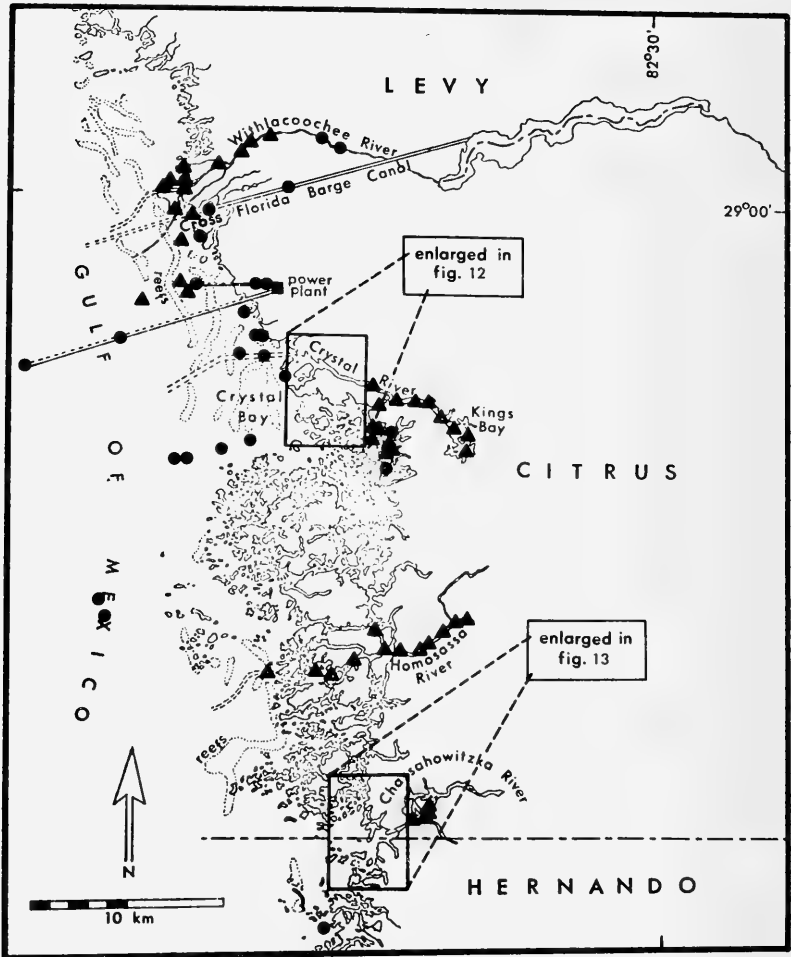 82°30'
LEVY
Withlacoochee River
Cross Florida Barge Canal
29°00'
enlarged in
fig. 12
GULF OF MEXICO
reefs
power
plant
Crystal River
Crystal
Bay
Kings
Bay
CITRUS
enlarged in
fig. 13
Homosassa
River
reefs
Chassahowitzka River
N
10 km
HERNANDO